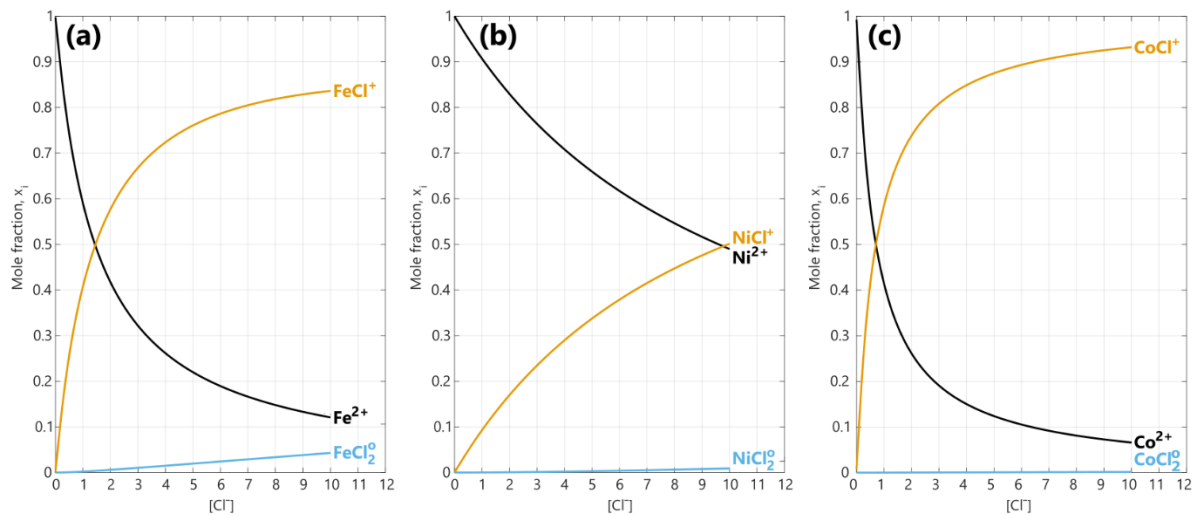 (a)
1
0.9
0.8
0.7
0.6
0.5
0.4
0.3
0.2
0.1
0
0 1 2 3 4 5 6 7 8 9 10 11 12
Mole fraction, xᵢ
[Cl⁻]
FeCl⁺
Fe²⁺
FeCl₂⁰
(b)
1
0.9
0.8
0.7
0.6
0.5
0.4
0.3
0.2
0.1
0
0 1 2 3 4 5 6 7 8 9 10 11 12
Mole fraction, xᵢ
[Cl⁻]
NiCl⁺
Ni²⁺
NiCl₂⁰
(c)
1
0.9
0.8
0.7
0.6
0.5
0.4
0.3
0.2
0.1
0
0 1 2 3 4 5 6 7 8 9 10 11 12
Mole fraction, xᵢ
[Cl⁻]
CoCl⁺
Co²⁺
CoCl₂⁰